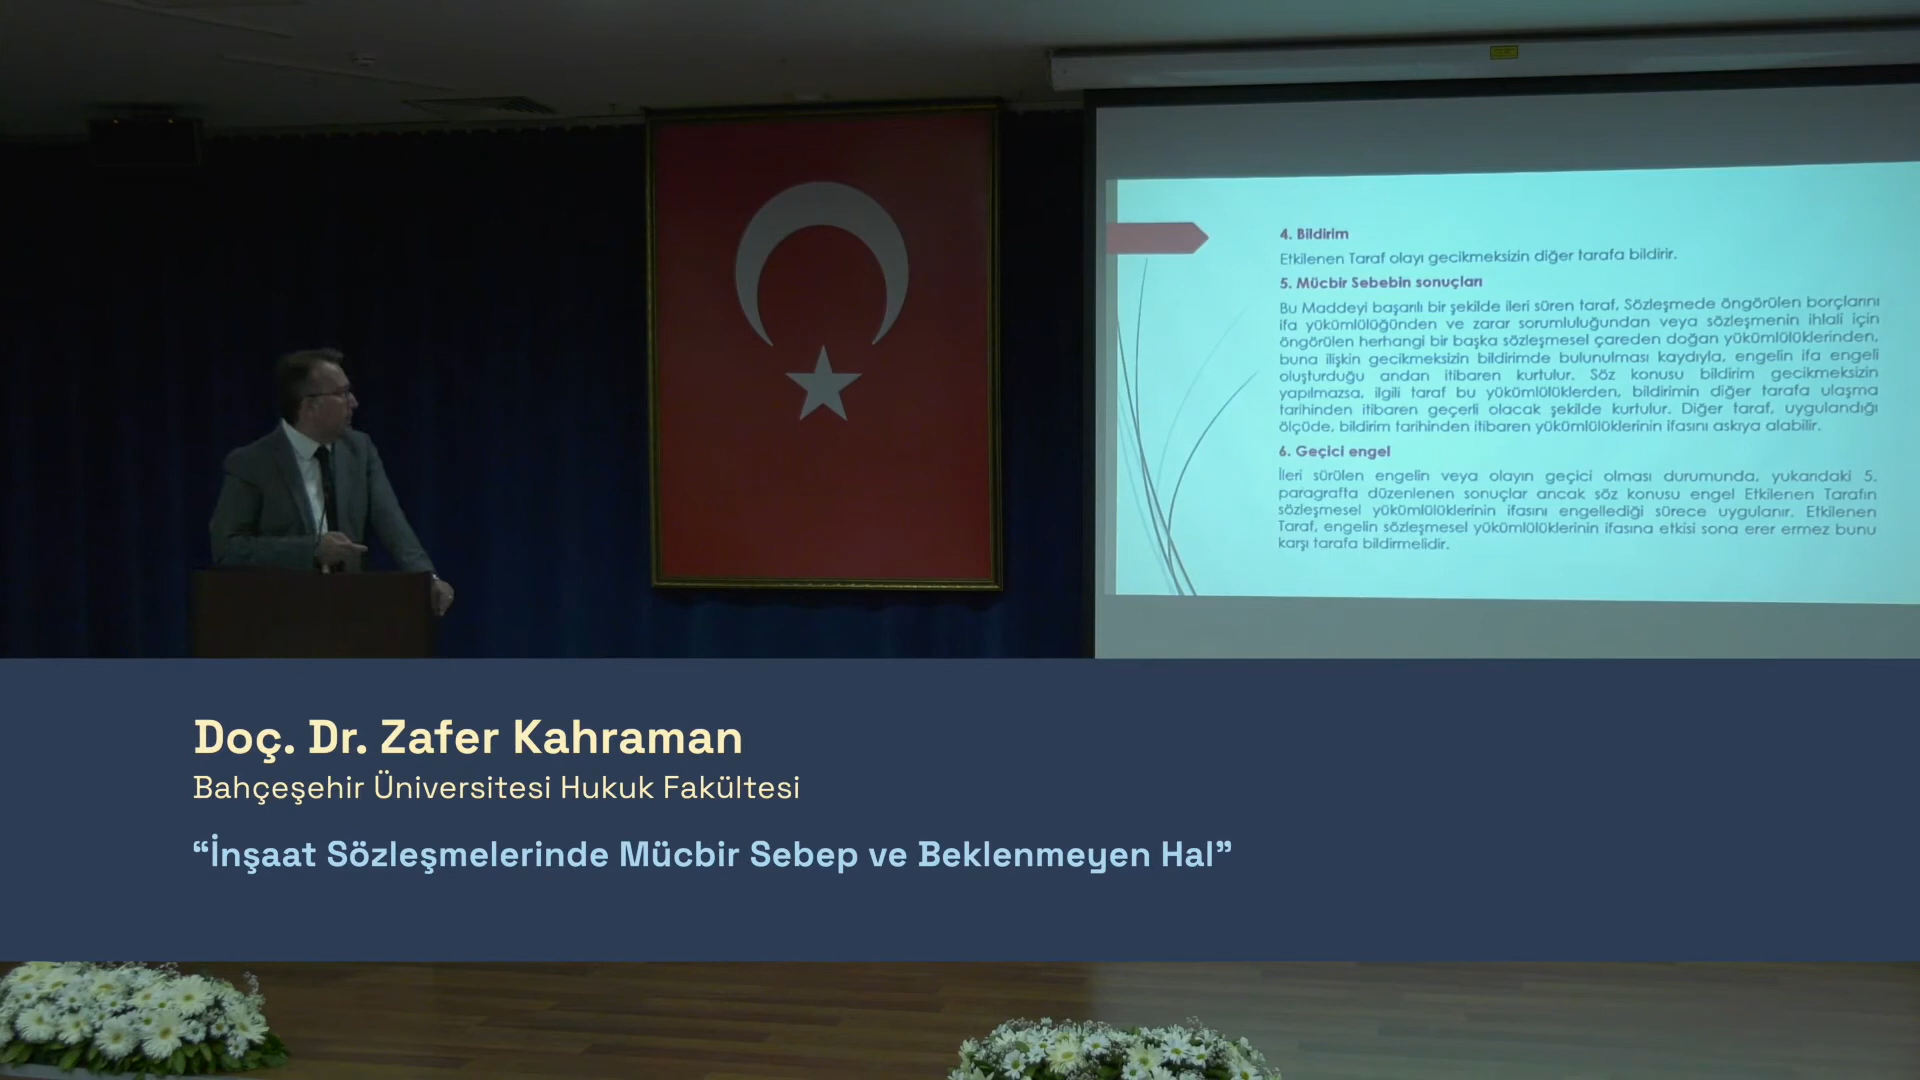 4. Bildirim
Etkilenen Taraf olayı gecikmeksizin diğer tarafa bildirir.
5. Mücbir Sebebin sonuçları
Bu Maddeyi başarılı bir şekilde ileri süren taraf, Sözleşmede öngörülen borçlarını
ifa yükümlülüğünden ve zarar sorumluluğundan veya sözleşmenin ihlali için
öngörülen herhangi bir başka sözleşmesel çareden doğan yükümlülüklerinden,
buna ilişkin gecikmeksizin bildirimde bulunulması kaydıyla, engelin ifa engeli
oluşturduğu andan itibaren kurtulur. Söz konusu bildirim gecikmeksizin
yapılmazsa, ilgili taraf bu yükümlülüklerden, bildirimin diğer tarafa ulaşma
tarihinden itibaren geçerli olacak şekilde kurtulur. Diğer taraf, uygulandığı
ölçüde, bildirim tarihinden itibaren yükümlülüklerinin ifasını askıya alabilir.
6. Geçici engel
İleri sürülen engelin veya olayın geçici olması durumunda, yukarıdaki 5.
paragrafta düzenlenen sonuçlar ancak söz konusu engel Etkilenen Tarafın
sözleşmesel yükümlülüklerinin ifasını engellediği sürece uygulanır. Etkilenen
Taraf, engelin sözleşmesel yükümlülüklerinin ifasına etkisi sona erer ermez bunu
karşı tarafa bildirmelidir.
Doç. Dr. Zafer Kahraman
Bahçeşehir Üniversitesi Hukuk Fakültesi
“İnşaat Sözleşmelerinde Mücbir Sebep ve Beklenmeyen Hal”